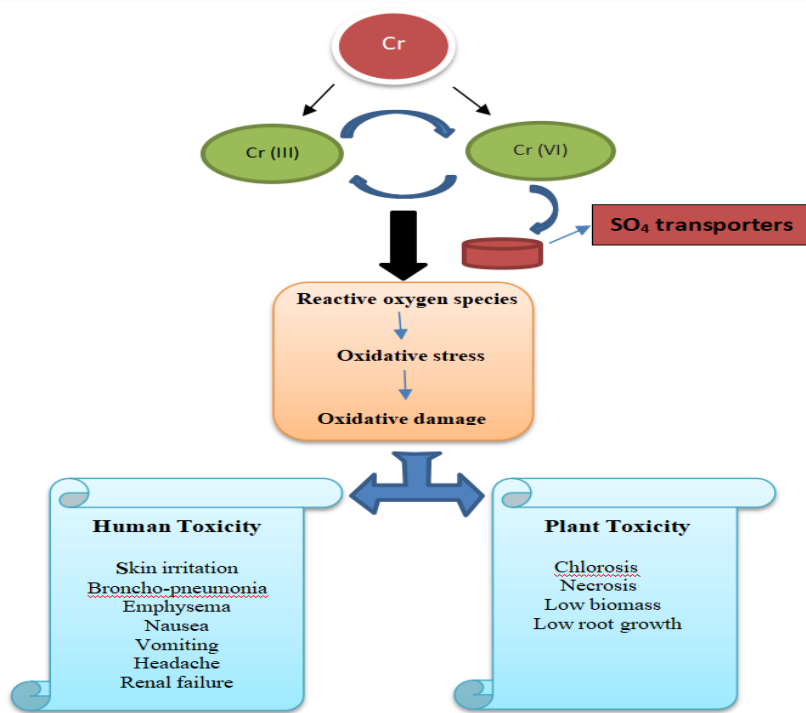 Cr
Cr (III)
Cr (VI)
SO₄ transporters
Reactive oxygen species
Oxidative stress
Oxidative damage
Human Toxicity
Skin irritation
Broncho-pneumonia
Emphysema
Nausea
Vomiting
Headache
Renal failure
Plant Toxicity
Chlorosis
Necrosis
Low biomass
Low root growth